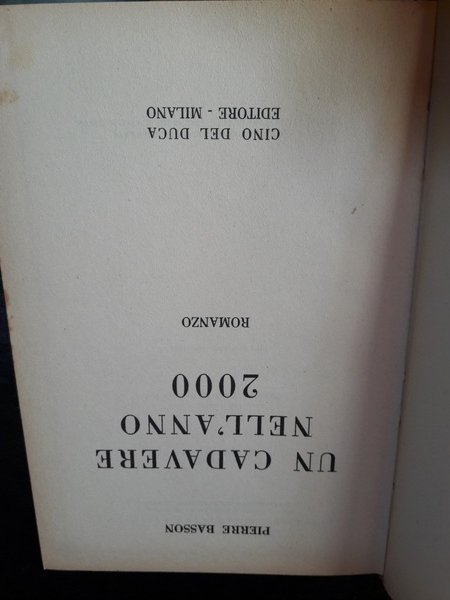 PIERRE BASSON
UN CADAVERE
NELL'ANNO
2000
ROMANZO
CINO DEL DUCA
EDITORE - MILANO